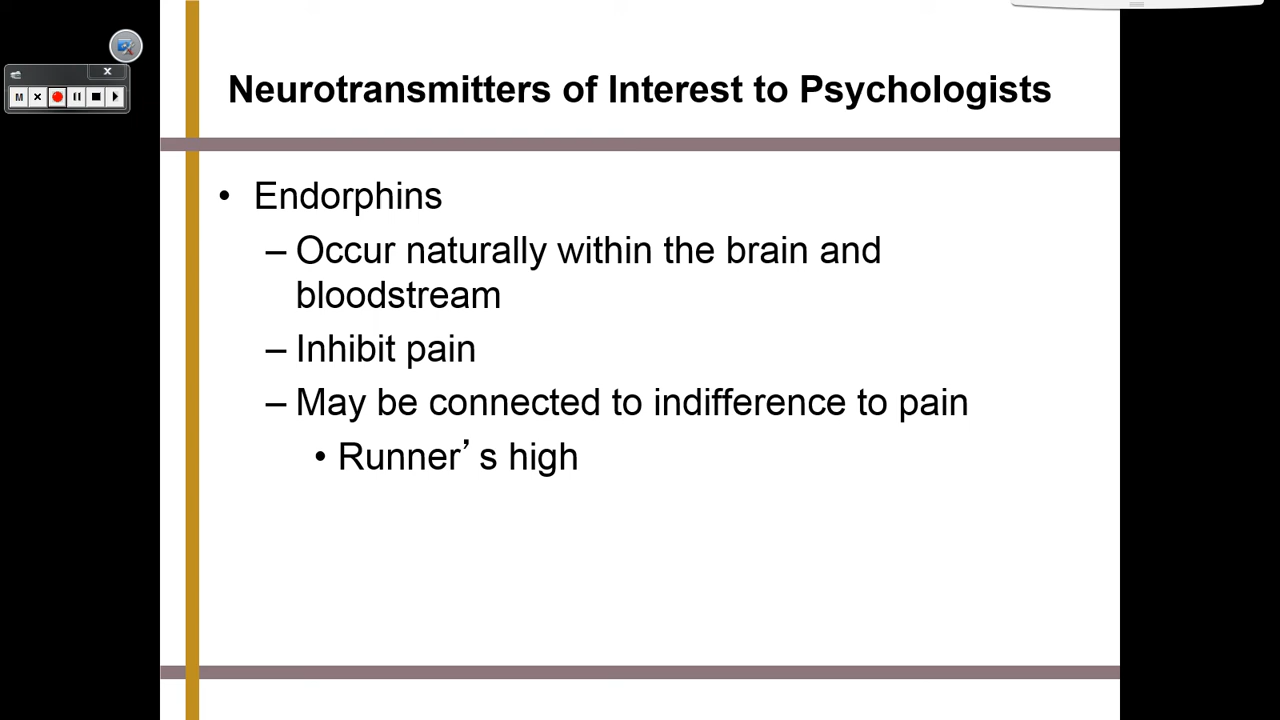 Neurotransmitters of Interest to Psychologists
M
• Endorphins
– Occur naturally within the brain and
bloodstream
– Inhibit pain
– May be connected to indifference to pain
• Runner’s high